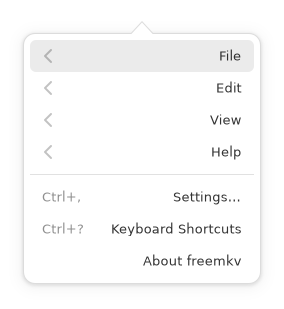 File
Edit
View
Help
Settings... Ctrl+,
Keyboard Shortcuts Ctrl+?
About freemkv